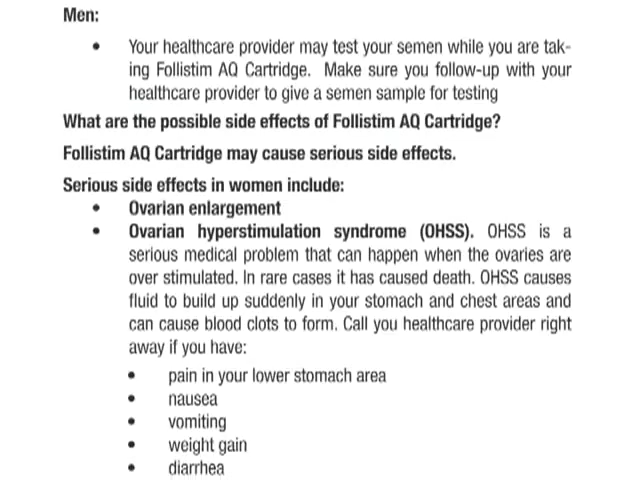 Men:
• Your healthcare provider may test your semen while you are tak-
ing Follistim AQ Cartridge. Make sure you follow-up with your
healthcare provider to give a semen sample for testing
What are the possible side effects of Follistim AQ Cartridge?
Follistim AQ Cartridge may cause serious side effects.
Serious side effects in women include:
• Ovarian enlargement
• Ovarian hyperstimulation syndrome (OHSS). OHSS is a
serious medical problem that can happen when the ovaries are
over stimulated. In rare cases it has caused death. OHSS causes
fluid to build up suddenly in your stomach and chest areas and
can cause blood clots to form. Call you healthcare provider right
away if you have:
• pain in your lower stomach area
• nausea
• vomiting
• weight gain
• diarrhea